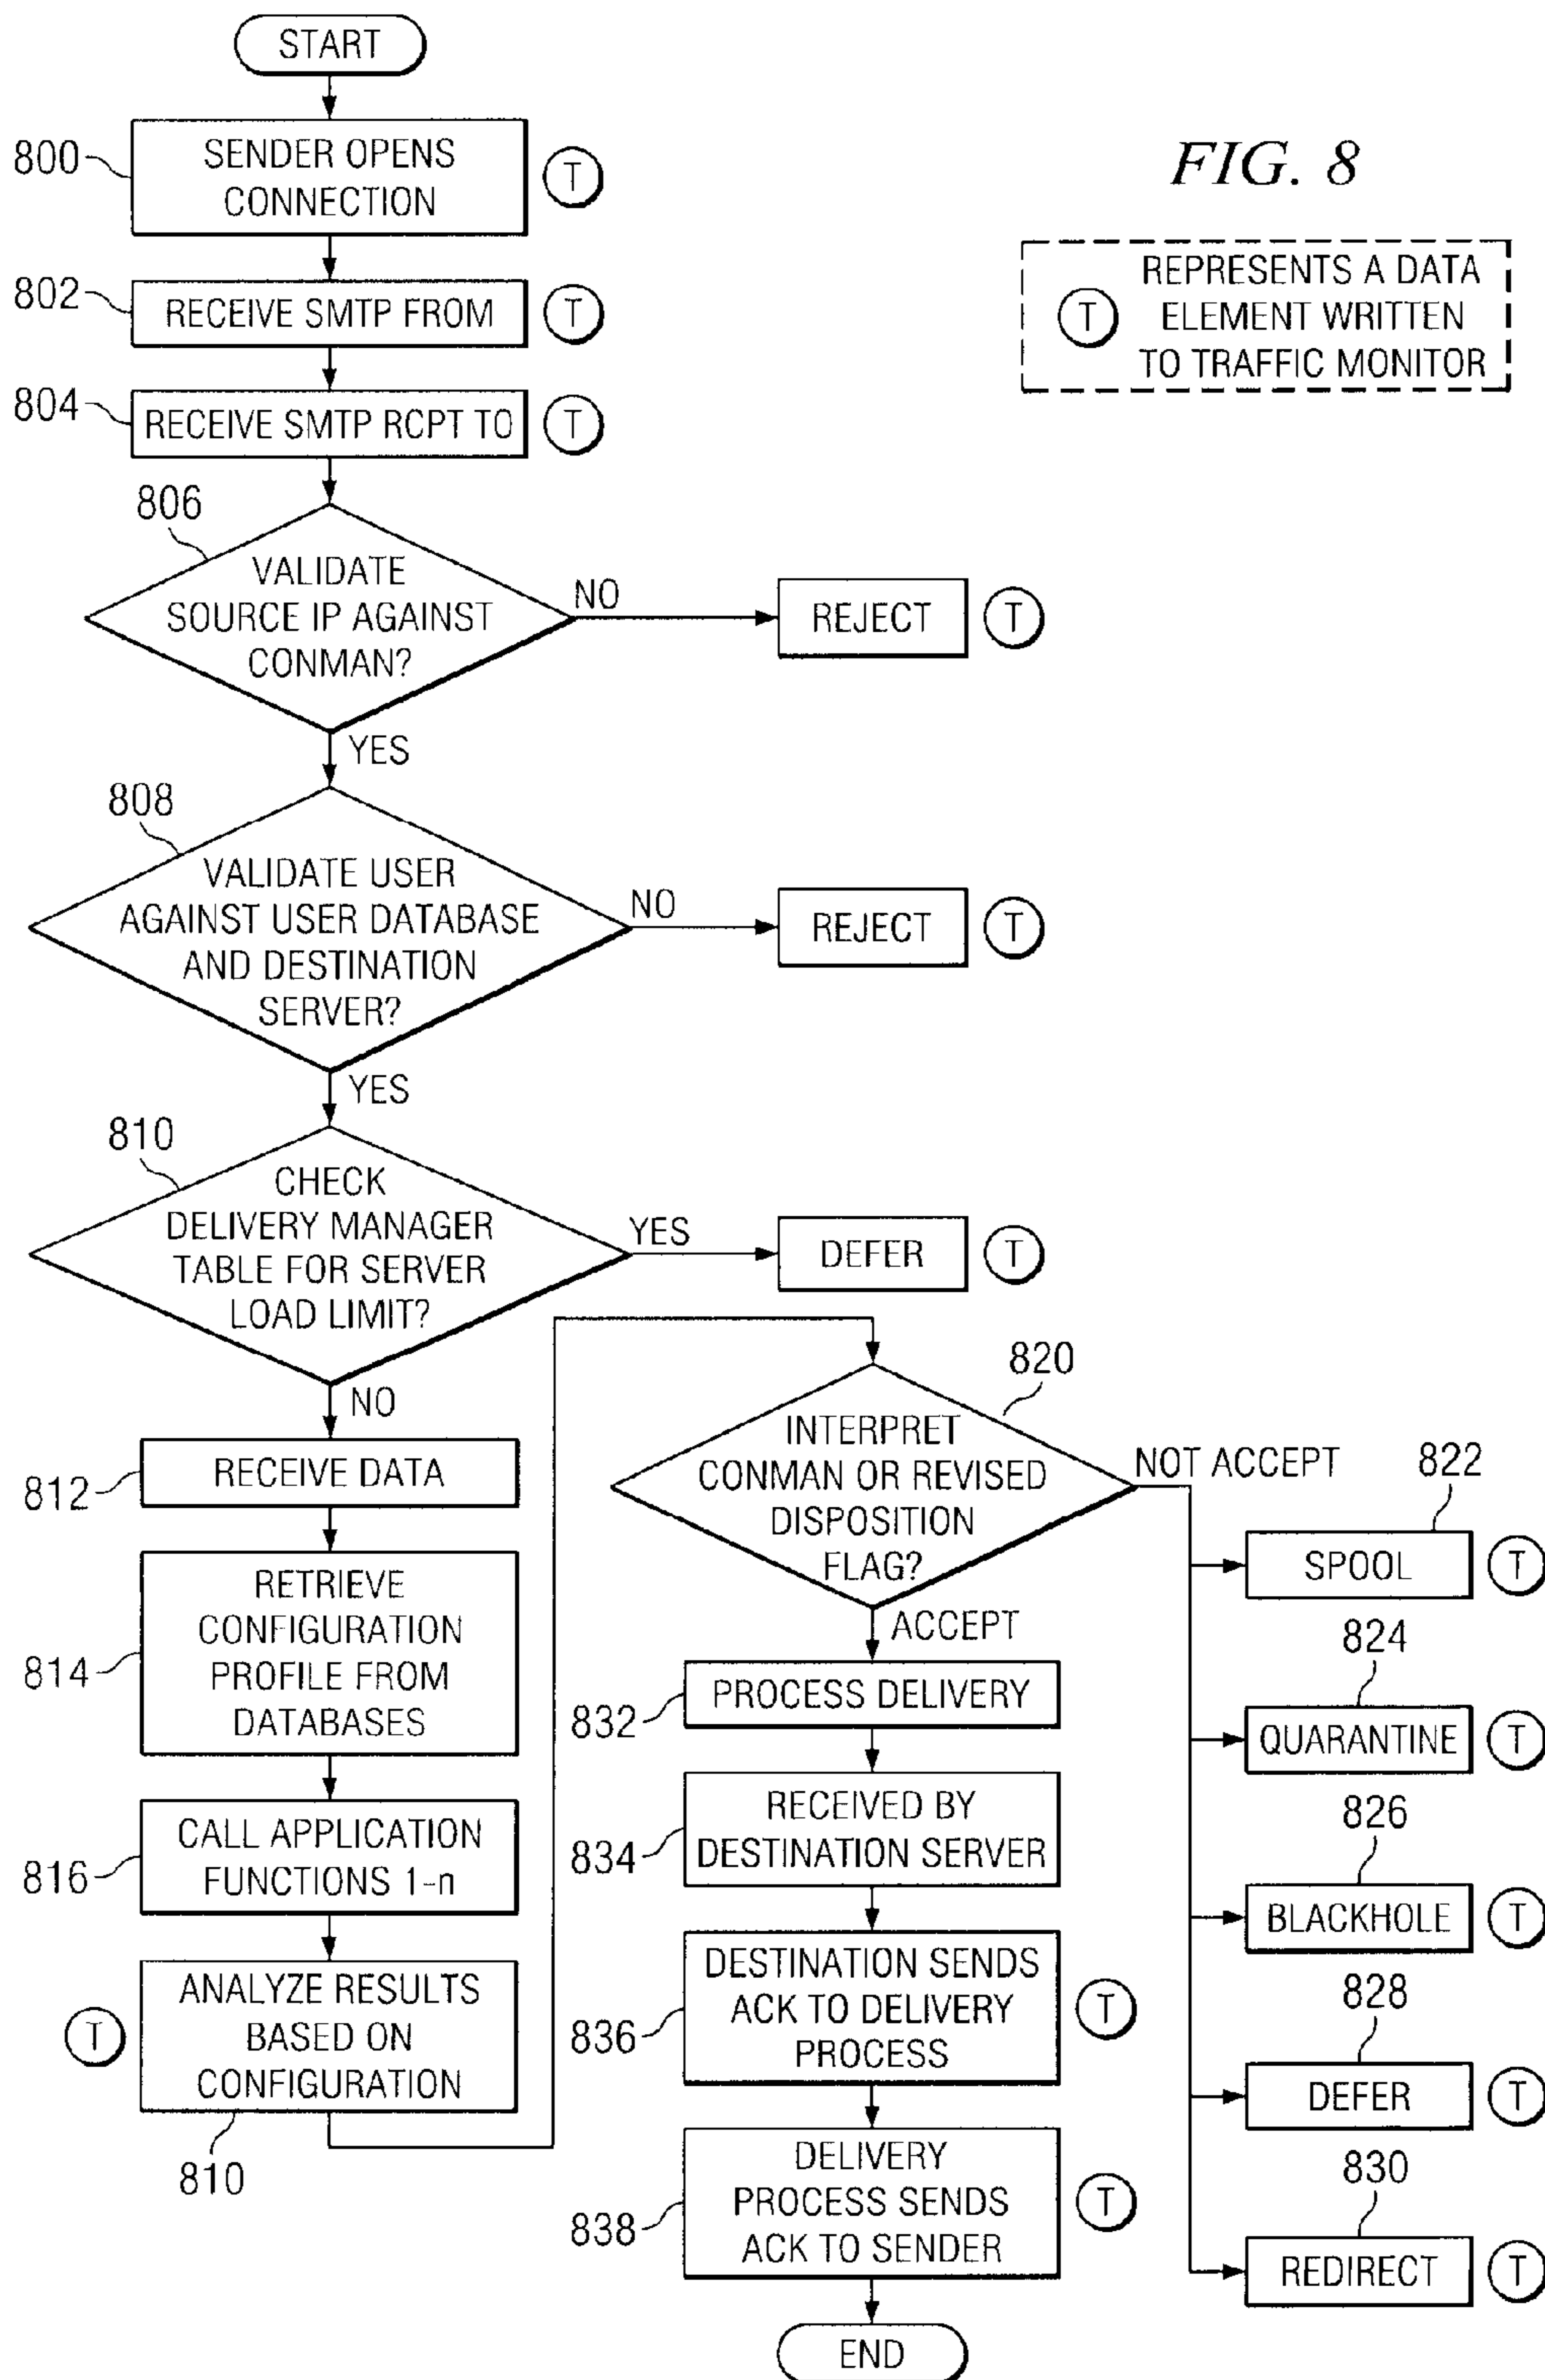 START
800
SENDER OPENS
CONNECTION
T
FIG. 8
T
REPRESENTS A DATA
ELEMENT WRITTEN
TO TRAFFIC MONITOR
802
RECEIVE SMTP FROM
T
804
RECEIVE SMTP RCPT TO
T
806
VALIDATE
SOURCE IP AGAINST
CONMAN?
NO
REJECT
T
YES
808
VALIDATE USER
AGAINST USER DATABASE
AND DESTINATION
SERVER?
NO
REJECT
T
YES
810
CHECK
DELIVERY MANAGER
TABLE FOR SERVER
LOAD LIMIT?
YES
DEFER
T
NO
812
RECEIVE DATA
814
RETRIEVE
CONFIGURATION
PROFILE FROM
DATABASES
816
CALL APPLICATION
FUNCTIONS 1-n
T
ANALYZE RESULTS
BASED ON
CONFIGURATION
810
820
INTERPRET
CONMAN OR REVISED
DISPOSITION
FLAG?
NOT ACCEPT
ACCEPT
822
SPOOL
T
824
QUARANTINE
T
826
BLACKHOLE
T
828
DEFER
T
830
REDIRECT
T
832
PROCESS DELIVERY
834
RECEIVED BY
DESTINATION SERVER
836
DESTINATION SENDS
ACK TO DELIVERY
PROCESS
T
838
DELIVERY
PROCESS SENDS
ACK TO SENDER
T
END